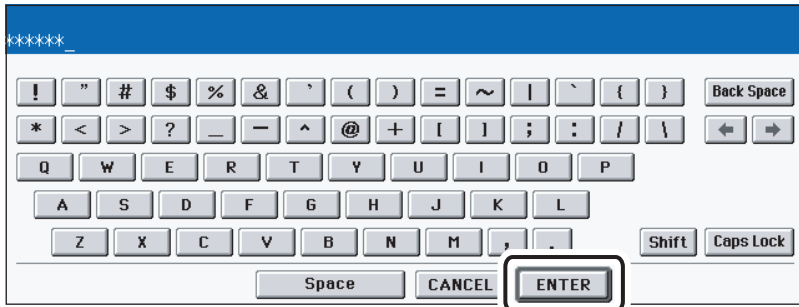 ******_
! " # $ % & ' ( ) = ~ | ` { } Back Space
* < > ? _ - ^ @ + [ ] ; : / \ ← →
Q W E R T Y U I O P
A S D F G H J K L
Z X C V B N M , . Shift Caps Lock
Space CANCEL ENTER